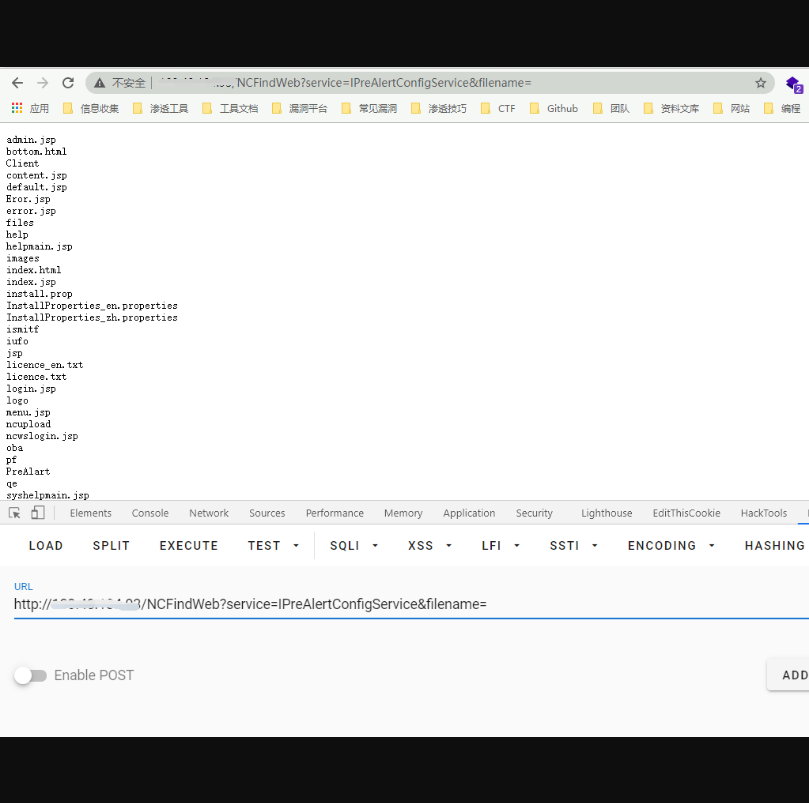 不安全 | /NCFindWeb?service=IPreAlertConfigService&filename=
2
应用 信息收集 渗透工具 工具文档 漏洞平台 常见漏洞 渗透技巧 CTF Github 团队 资料文库 网站 编程
admin.jsp
bottom.html
Client
content.jsp
default.jsp
Eror.jsp
error.jsp
files
help
helpmain.jsp
images
index.html
index.jsp
install.prop
InstallProperties_en.properties
InstallProperties_zh.properties
ismitf
iufo
jsp
licence_en.txt
licence.txt
login.jsp
logo
menu.jsp
ncupload
ncwslogin.jsp
oba
pf
PreAlart
qe
syshelpmain.jsp
Elements Console Network Sources Performance Memory Application Security Lighthouse EditThisCookie HackTools
LOAD SPLIT EXECUTE TEST SQLI XSS LFI SSTI ENCODING HASHING
URL
http:///NCFindWeb?service=IPreAlertConfigService&filename=
Enable POST
ADD